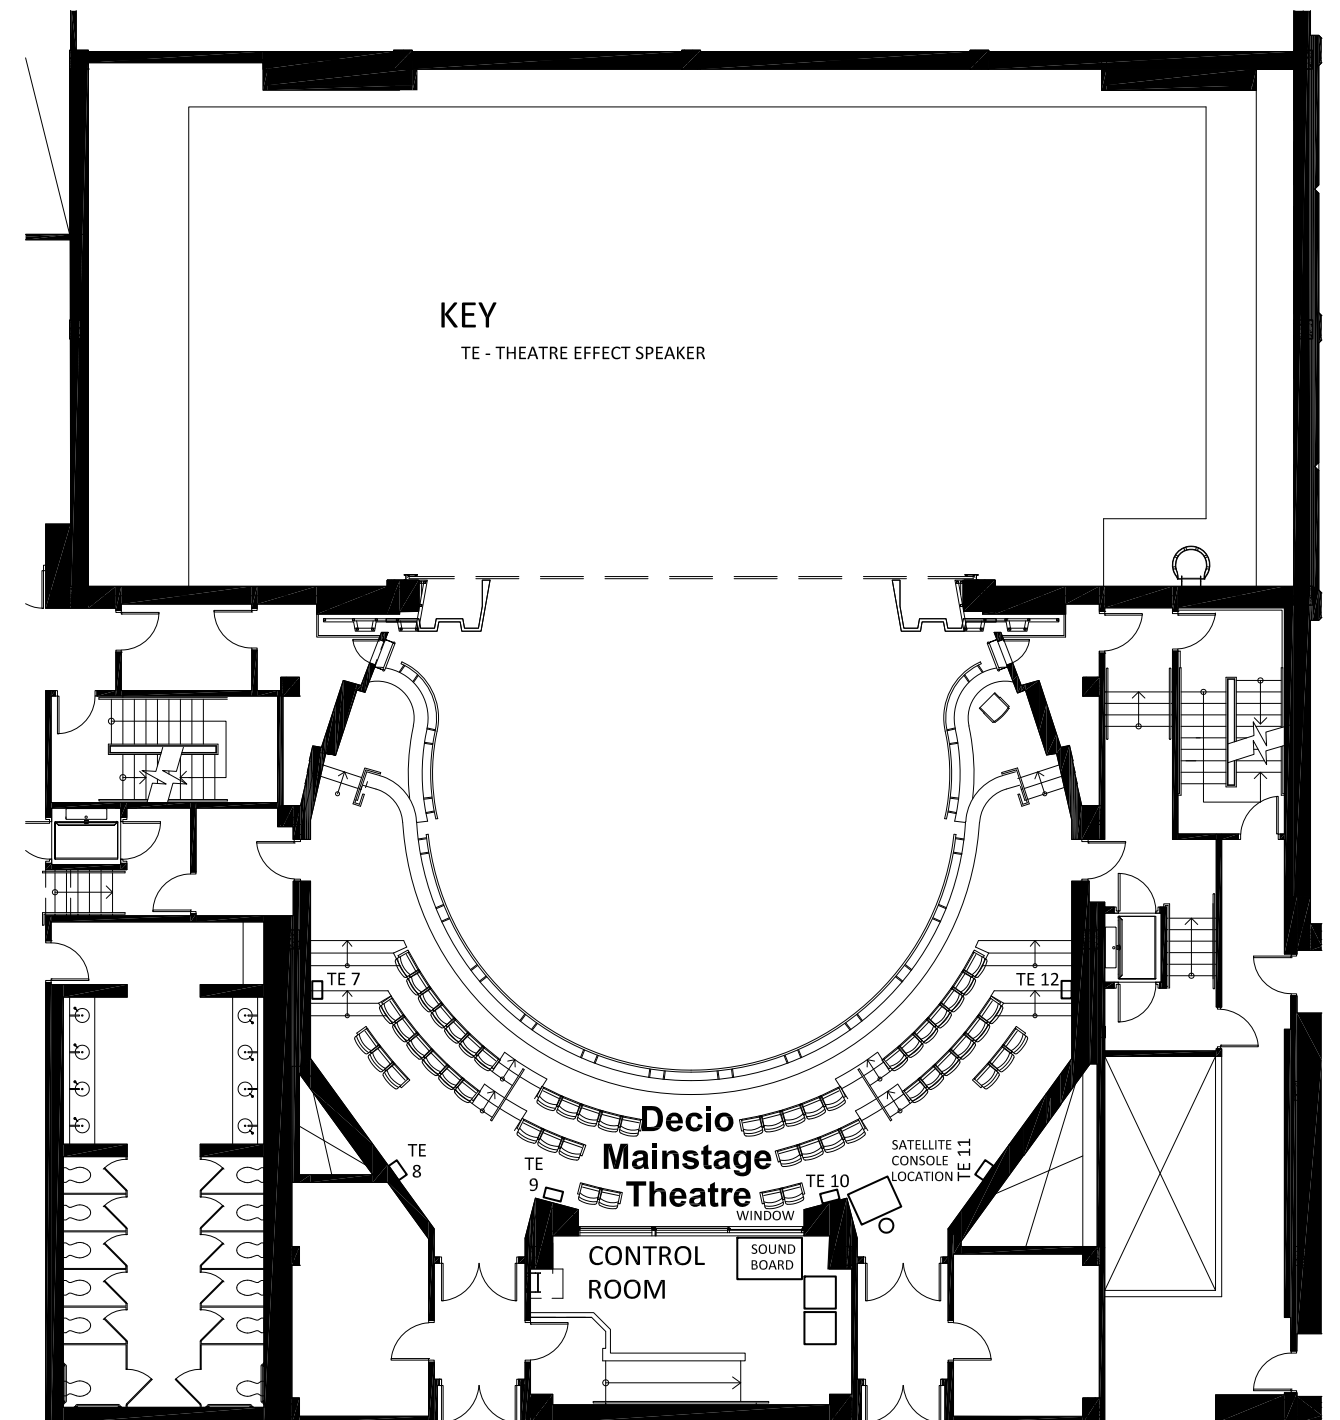 KEY
TE - THEATRE EFFECT SPEAKER
TE 7
TE 12
Decio
Mainstage
Theatre
TE
8
TE
9
TE 10
SATELLITE
CONSOLE
LOCATION
TE 11
WINDOW
CONTROL
ROOM
SOUND
BOARD